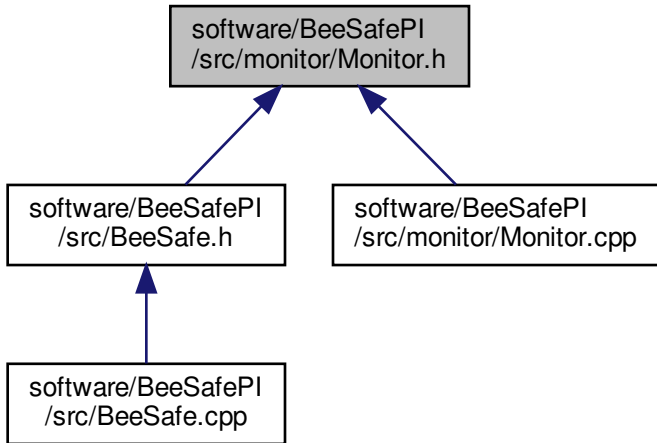 software/BeeSafePI
/src/monitor/Monitor.h
software/BeeSafePI
/src/BeeSafe.h
software/BeeSafePI
/src/monitor/Monitor.cpp
software/BeeSafePI
/src/BeeSafe.cpp